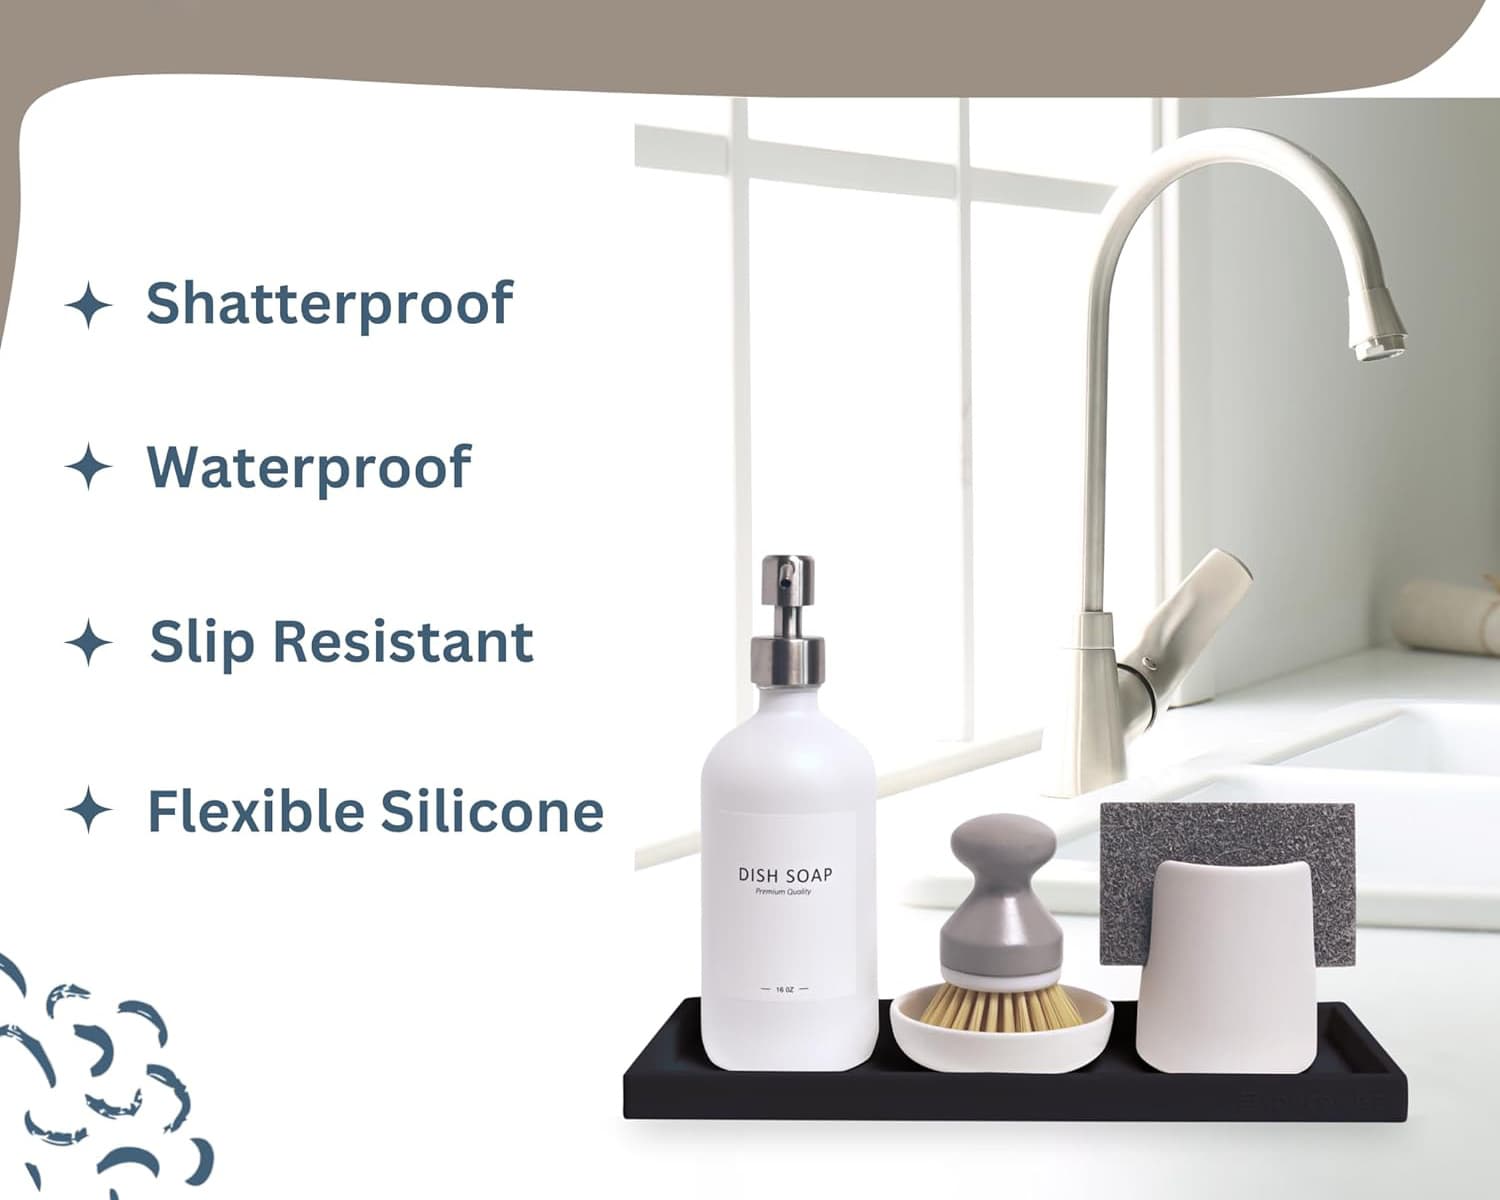 Shatterproof
Waterproof
Slip Resistant
Flexible Silicone
DISH SOAP
Premium Quality
— 16 OZ —